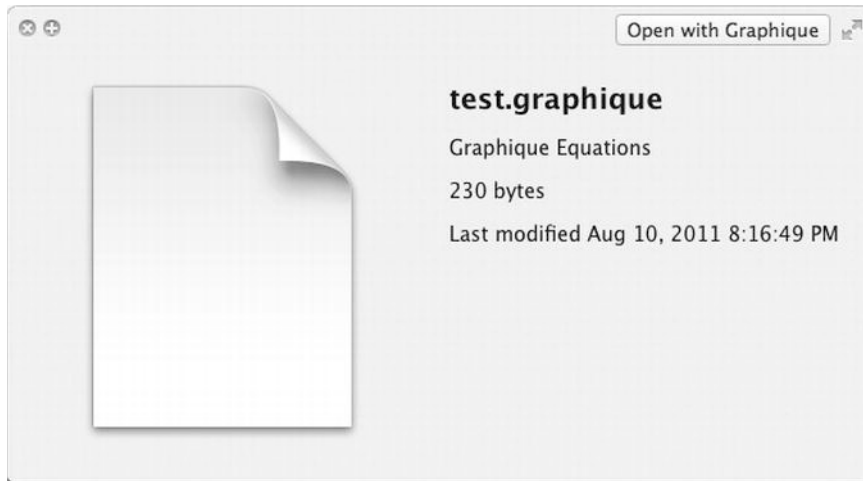 Open with Graphique
test.graphique
Graphique Equations
230 bytes
Last modified Aug 10, 2011 8:16:49 PM